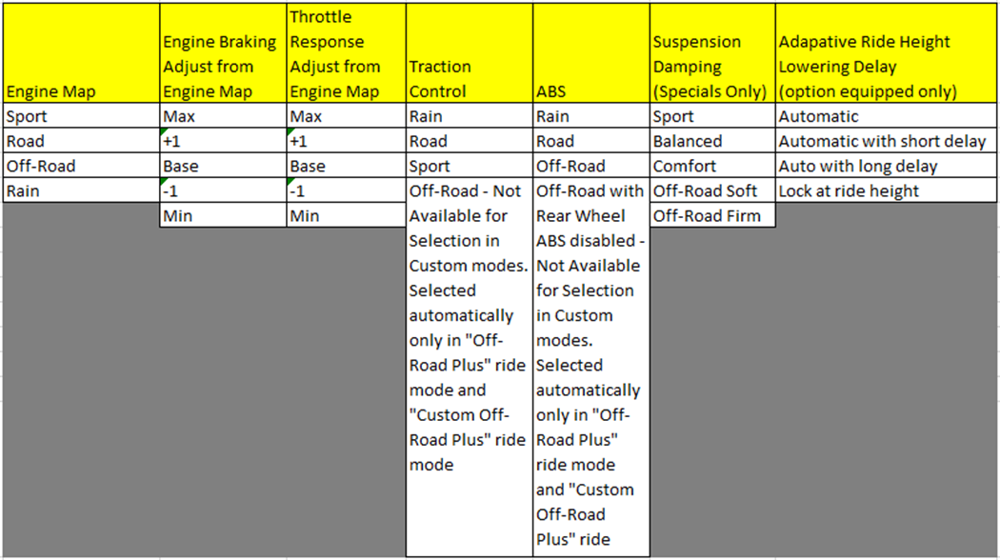 Engine Map
Engine Braking
Adjust from
Engine Map
Throttle
Response
Adjust from
Engine Map
Traction
Control
ABS
Suspension
Damping
(Specials Only)
Adapative Ride Height
Lowering Delay
(option equipped only)
Sport
Max
Max
Rain
Rain
Sport
Automatic
Road
+1
+1
Road
Road
Balanced
Automatic with short delay
Off-Road
Base
Base
Sport
Off-Road
Comfort
Auto with long delay
Rain
-1
-1
Off-Road - Not
Available for
Selection in
Custom modes.
Selected
automatically
only in "Off-
Road Plus" ride
mode and
"Custom Off-
Road Plus" ride
mode
Off-Road with
Rear Wheel
ABS disabled -
Not Available
for Selection
in Custom
modes.
Selected
automatically
only in "Off-
Road Plus"
ride mode
and "Custom
Off-Road
Plus" ride
Off-Road Soft
Lock at ride height
Min
Min
Off-Road Firm